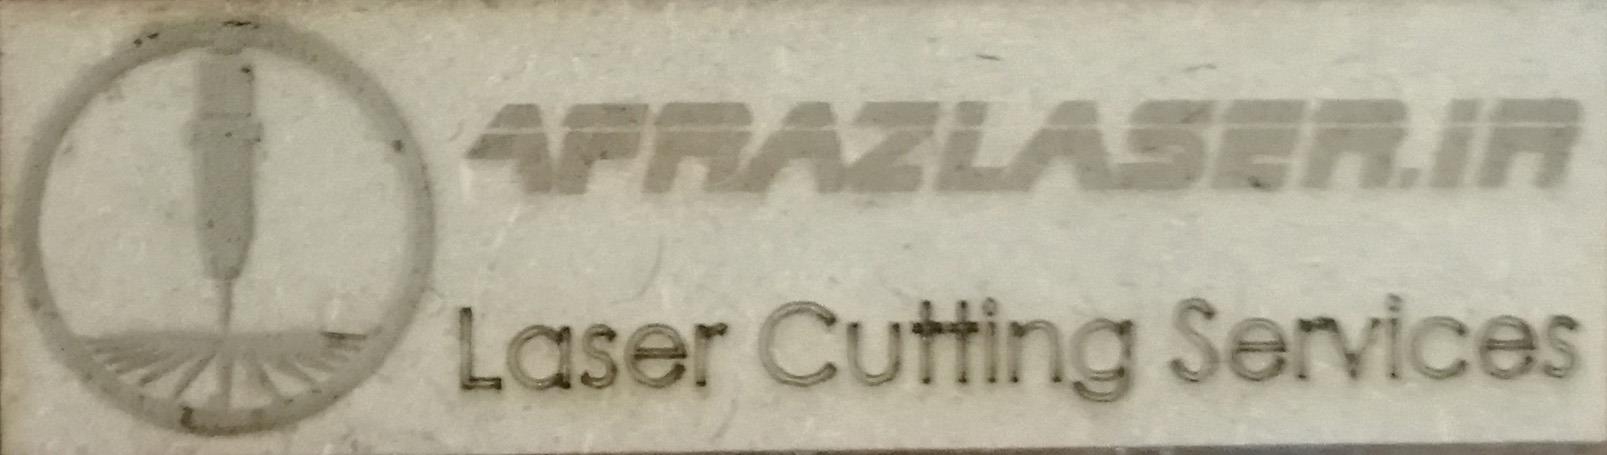 AFRAZLASER.IR
Laser Cutting Services